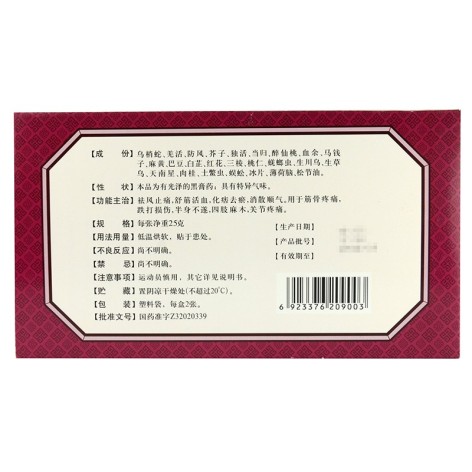 【成　份】
乌梢蛇、羌活、防风、芥子、独活、当归、醉仙桃、血余、马钱
子、麻黄、巴豆、白芷、红花、三棱、桃仁、蜣螂虫、生川乌、生草
乌、天南星、肉桂、土鳖虫、蜈蚣、冰片、薄荷脑、松节油。
【性　状】本品为有光泽的黑膏药，具有特异气味。
【功能主治】祛风止痛，舒筋活血，化痞去瘀，消散顺气。用于筋骨疼痛，
跌打损伤，半身不遂，四肢麻木，关节疼痛。
【规　格】每张净重25克
【用法用量】低温烘软，贴于患处。
【不良反应】尚不明确。
【禁　忌】尚不明确。
【注意事项】运动员慎用，其它详见说明书。
【贮　藏】置阴凉干燥处(不超过20℃)。
【包　装】塑料袋，每盒2张。
【批准文号】国药准字Z32020339
【生产日期】
【产品批号】
【有效期至】
6 923376 209003